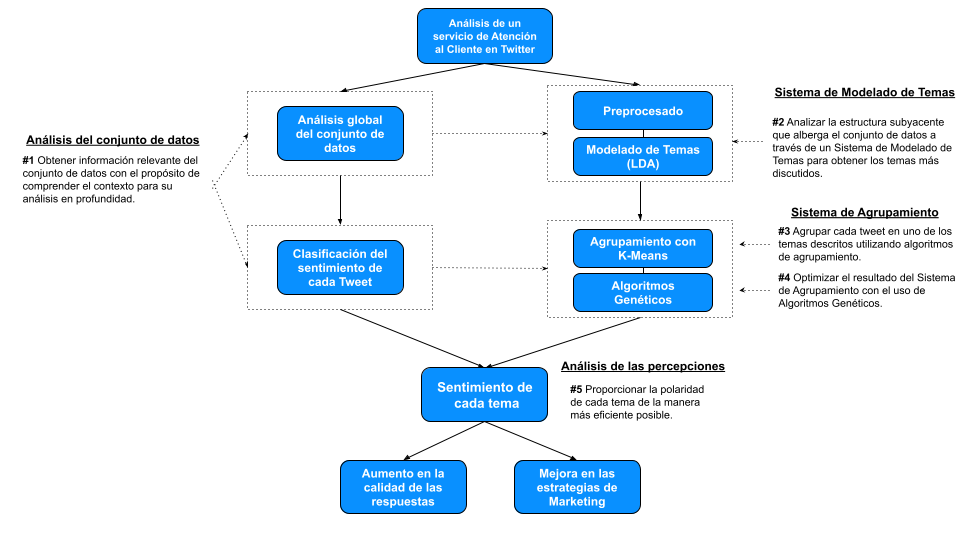 Análisis de un
servicio de Atención
al Cliente en Twitter
Análisis del conjunto de datos
#1 Obtener información relevante del
conjunto de datos con el propósito de
comprender el contexto para su
análisis en profundidad.
Análisis global
del conjunto de
datos
Preprocesado
Modelado de Temas
(LDA)
Sistema de Modelado de Temas
#2 Analizar la estructura subyacente
que alberga el conjunto de datos a
través de un Sistema de Modelado de
Temas para obtener los temas más
discutidos.
Clasificación del
sentimiento de
cada Tweet
Agrupamiento con
K-Means
Algoritmos
Genéticos
Sistema de Agrupamiento
#3 Agrupar cada tweet en uno de los
temas descritos utilizando algoritmos
de agrupamiento.
#4 Optimizar el resultado del Sistema
de Agrupamiento con el uso de
Algoritmos Genéticos.
Sentimiento de
cada tema
Análisis de las percepciones
#5 Proporcionar la polaridad
de cada tema de la manera
más eficiente posible.
Aumento en la
calidad de las
respuestas
Mejora en las
estrategias de
Marketing